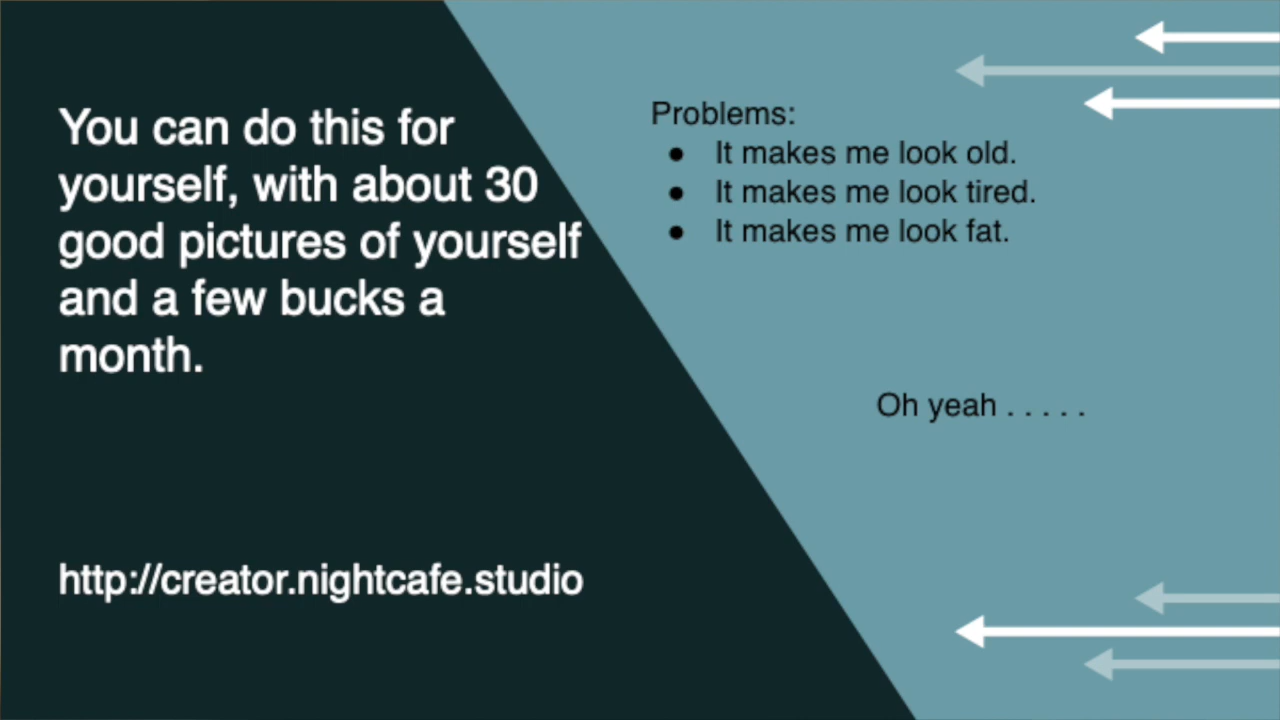 You can do this for
yourself, with about 30
good pictures of yourself
and a few bucks a
month.
http://creator.nightcafe.studio
Problems:
● It makes me look old.
● It makes me look tired.
● It makes me look fat.
Oh yeah . . . . .